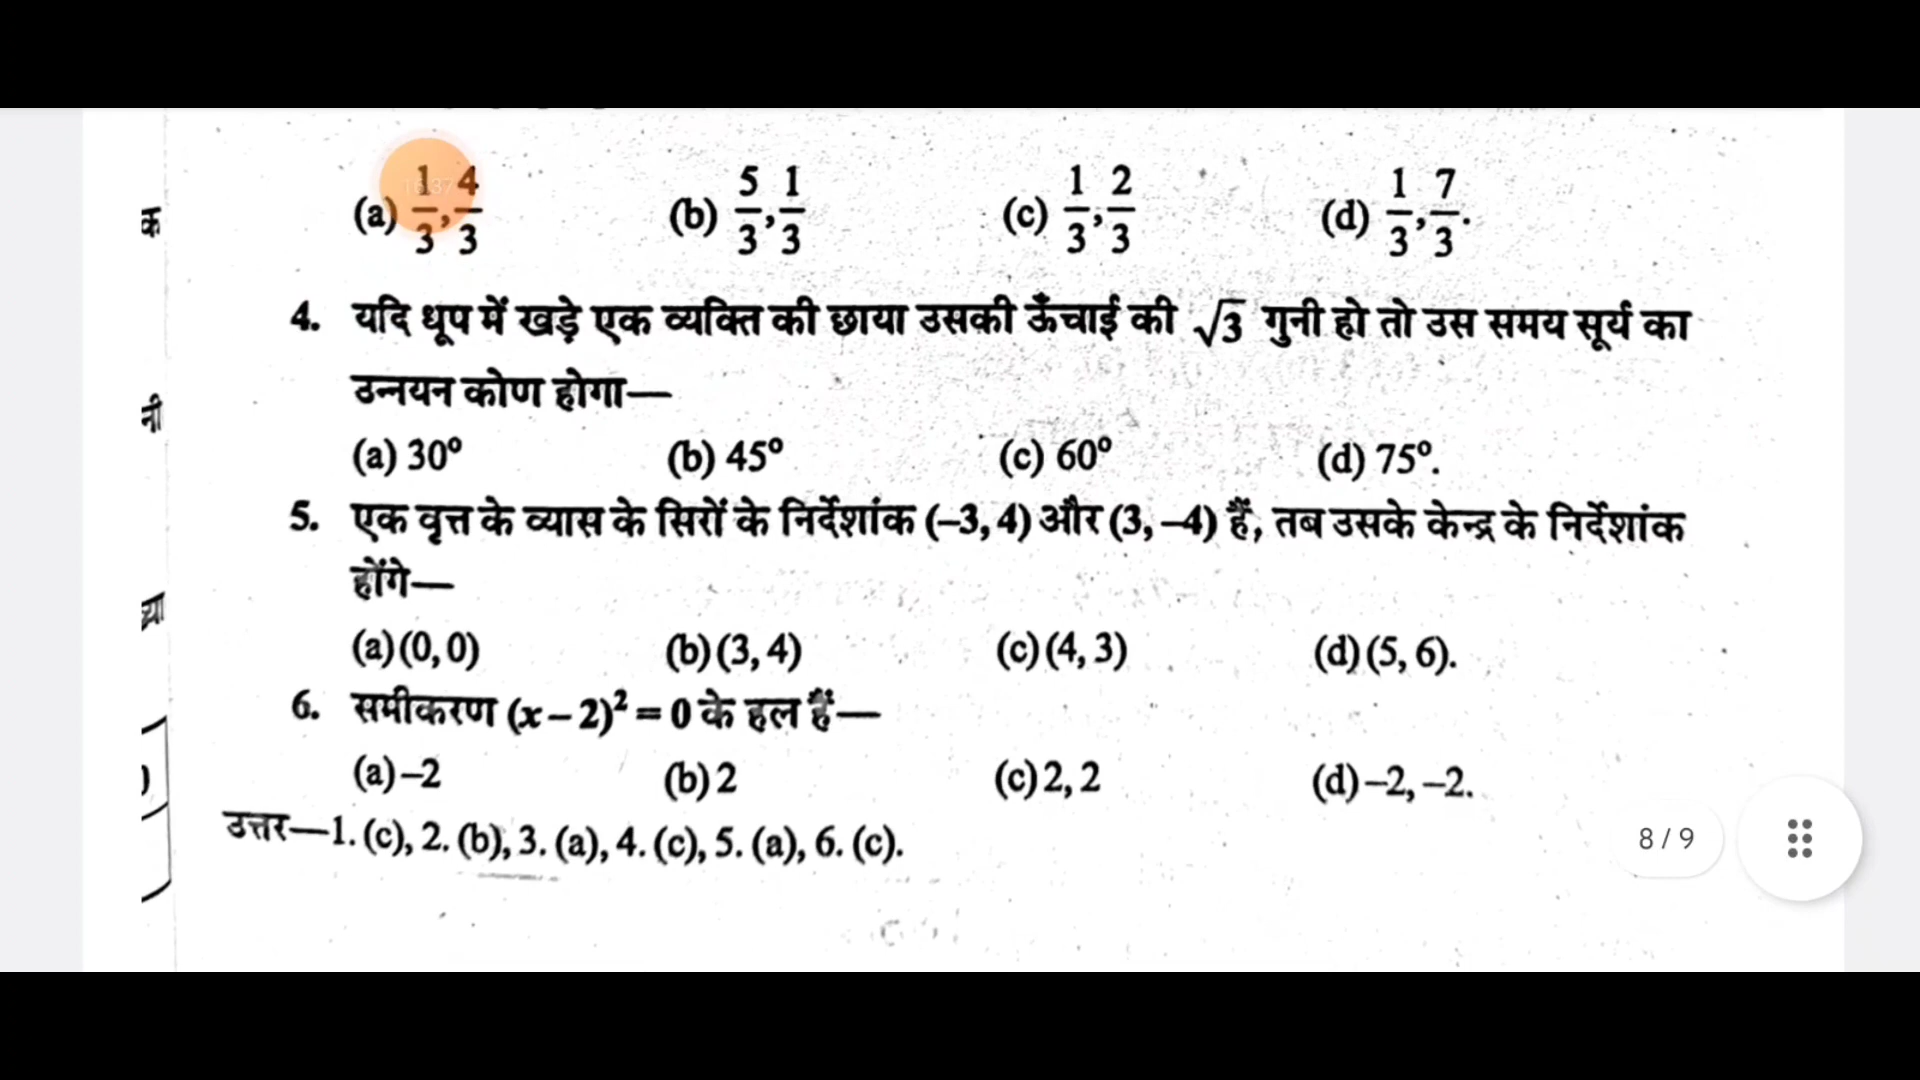 (a) 1/3, 4/3 (b) 5/3, 1/3 (c) 1/3, 2/3 (d) 1/3, 7/3.
क
4. यदि धूप में खड़े एक व्यक्ति की छाया उसकी ऊँचाई की √3 गुनी हो तो उस समय सूर्य का
उन्नयन कोण होगा—
नी
(a) 30° (b) 45° (c) 60° (d) 75°.
5. एक वृत्त के व्यास के सिरों के निर्देशांक (–3, 4) और (3, –4) हैं, तब उसके केन्द्र के निर्देशांक
होंगे—
(a) (0, 0) (b) (3, 4) (c) (4, 3) (d) (5, 6).
6. समीकरण (x – 2)² = 0 के हल हैं—
(a) –2 (b) 2 (c) 2, 2 (d) –2, –2.
उत्तर—1. (c), 2. (b), 3. (a), 4. (c), 5. (a), 6. (c).
8 / 9